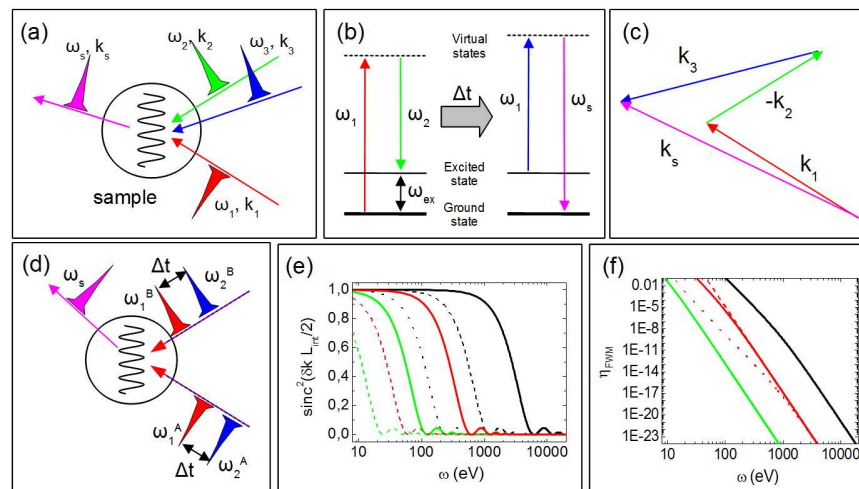 (a)
ωs, ks
ω2, k2
ω3, k3
sample
ω1, k1
(b)
Virtual states
ω1
ω2
Δt
ω1
ωs
Excited state
ωex
Ground state
(c)
k3
-k2
ks
k1
(d)
ωs
Δt
ω2B
ω1B
ω1A
Δt
ω2A
(e)
sinc2(δk Lint/2)
1,0
0,8
0,6
0,4
0,2
0,0
10 100 1000 10000
ω (eV)
(f)
ηFWM
0.01
1E-5
1E-8
1E-11
1E-14
1E-17
1E-20
1E-23
10 100 1000 10000
ω (eV)